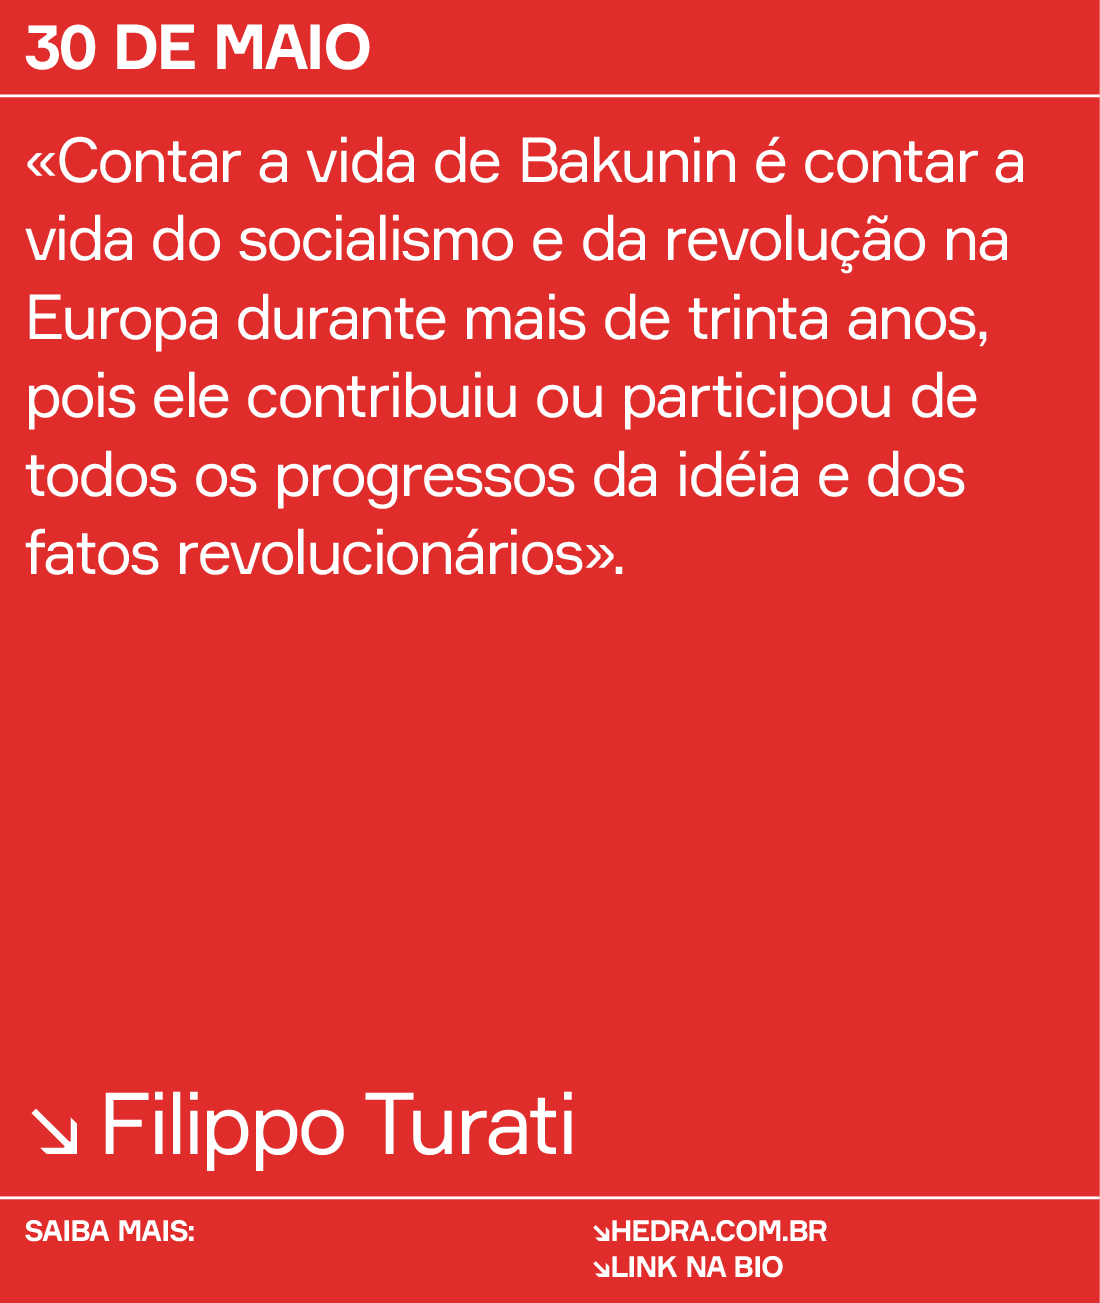 30 DE MAIO
«Contar a vida de Bakunin é contar a
vida do socialismo e da revolução na
Europa durante mais de trinta anos,
pois ele contribuiu ou participou de
todos os progressos da idéia e dos
fatos revolucionários».
↘ Filippo Turati
SAIBA MAIS:
↘HEDRA.COM.BR
↘LINK NA BIO